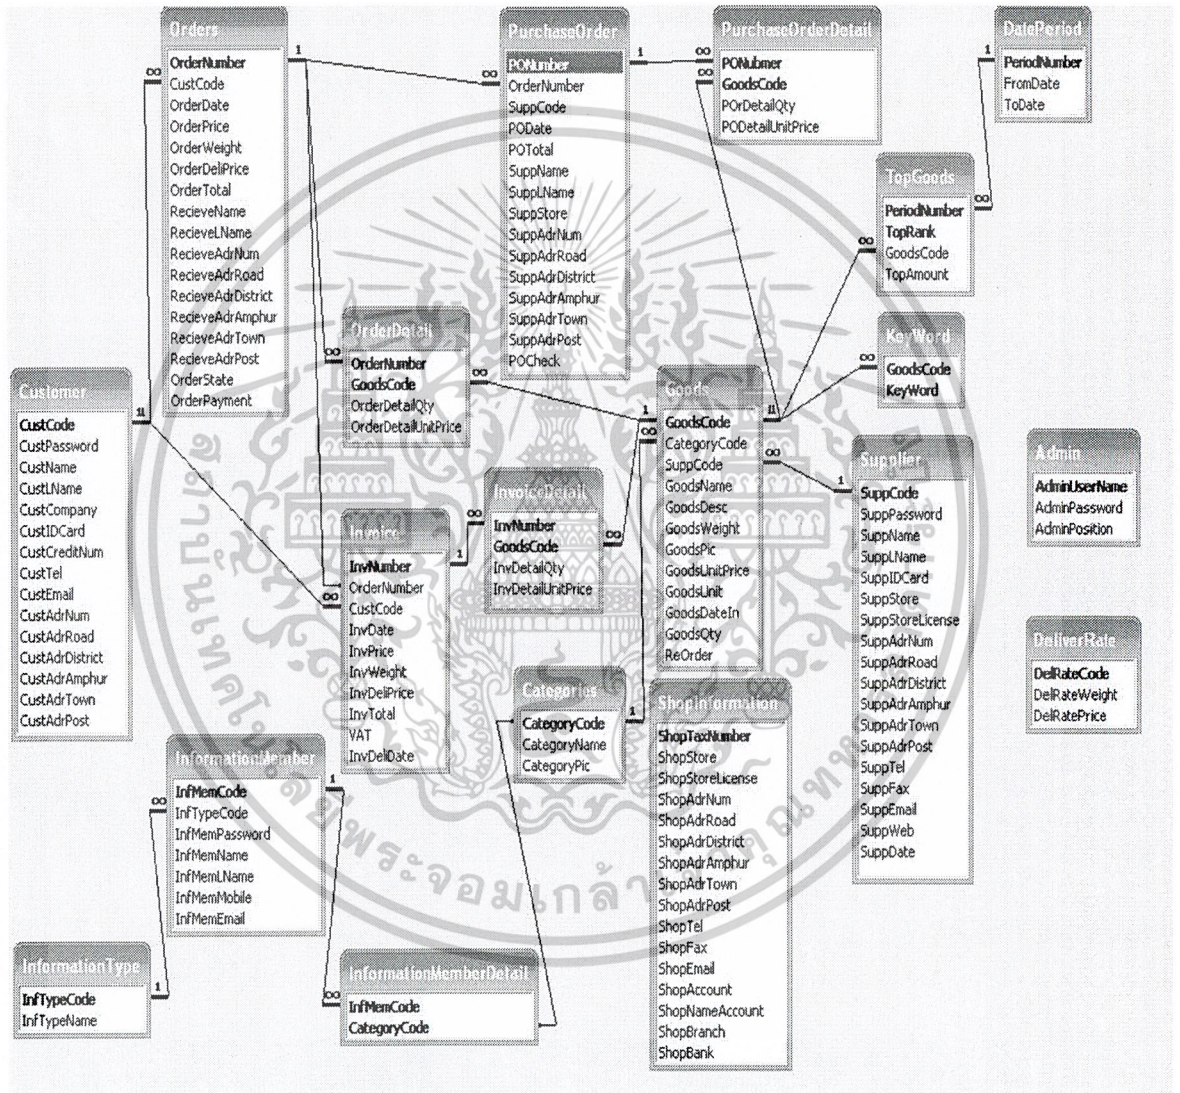 Orders
OrderNumber
CustCode
OrderDate
OrderPrice
OrderWeight
OrderDeliPrice
OrderTotal
RecieveName
RecieveLName
RecieveAdrNum
RecieveAdrRoad
RecieveAdrDistrict
RecieveAdrAmphur
RecieveAdrTown
RecieveAdrPost
OrderState
OrderPayment
PurchaseOrder
PONumber
OrderNumber
SuppCode
PODate
POTotal
SuppName
SuppLName
SuppStore
SuppAdrNum
SuppAdrRoad
SuppAdrDistrict
SuppAdrAmphur
SuppAdrTown
SuppAdrPost
POCheck
PurchaseOrderDetail
PONubmer
GoodsCode
POrDetailQty
PODetailUnitPrice
DatePeriod
PeriodNumber
FromDate
ToDate
TopGoods
PeriodNumber
TopRank
GoodsCode
TopAmount
OrderDetail
OrderNumber
GoodsCode
OrderDetailQty
OrderDetailUnitPrice
KeyWord
GoodsCode
KeyWord
Customer
CustCode
CustPassword
CustName
CustLName
CustCompany
CustIDCard
CustCreditNum
CustTel
CustEmail
CustAdrNum
CustAdrRoad
CustAdrDistrict
CustAdrAmphur
CustAdrTown
CustAdrPost
Goods
GoodsCode
CategoryCode
SuppCode
GoodsName
GoodsDesc
GoodsWeight
GoodsPic
GoodsUnitPrice
GoodsUnit
GoodsDateIn
GoodsQty
ReOrder
Supplier
SuppCode
SuppPassword
SuppName
SuppLName
SuppIDCard
SuppStore
SuppStoreLicense
SuppAdrNum
SuppAdrRoad
SuppAdrDistrict
SuppAdrAmphur
SuppAdrTown
SuppAdrPost
SuppTel
SuppFax
SuppEmail
SuppWeb
SuppDate
Admin
AdminUserName
AdminPassword
AdminPosition
InvoiceDetail
InvNumber
GoodsCode
InvDetailQty
InvDetailUnitPrice
Invoice
InvNumber
OrderNumber
CustCode
InvDate
InvPrice
InvWeight
InvDeliPrice
InvTotal
VAT
InvDelDate
DeliverRate
DelRateCode
DelRateWeight
DelRatePrice
Categories
CategoryCode
CategoryName
CategoryPic
ShopInformation
ShopTaxNumber
ShopStore
ShopStoreLicense
ShopAdrNum
ShopAdrRoad
ShopAdrDistrict
ShopAdrAmphur
ShopAdrTown
ShopAdrPost
ShopTel
ShopFax
ShopEmail
ShopAccount
ShopNameAccount
ShopBranch
ShopBank
InformationMember
InfMemCode
InfTypeCode
InfMemPassword
InfMemName
InfMemLName
InfMemMobile
InfMemEmail
InformationType
InfTypeCode
InfTypeName
InformationMemberDetail
InfMemCode
CategoryCode